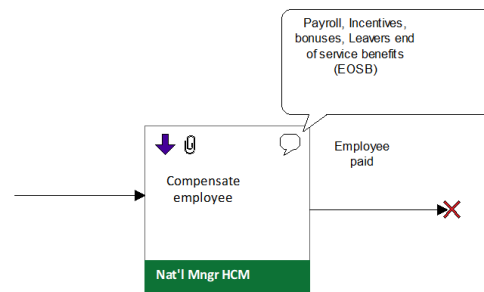 Payroll, Incentives,
bonuses, Leavers end
of service benefits
(EOSB)
Employee
paid
Compensate
employee
Nat'l Mngr HCM